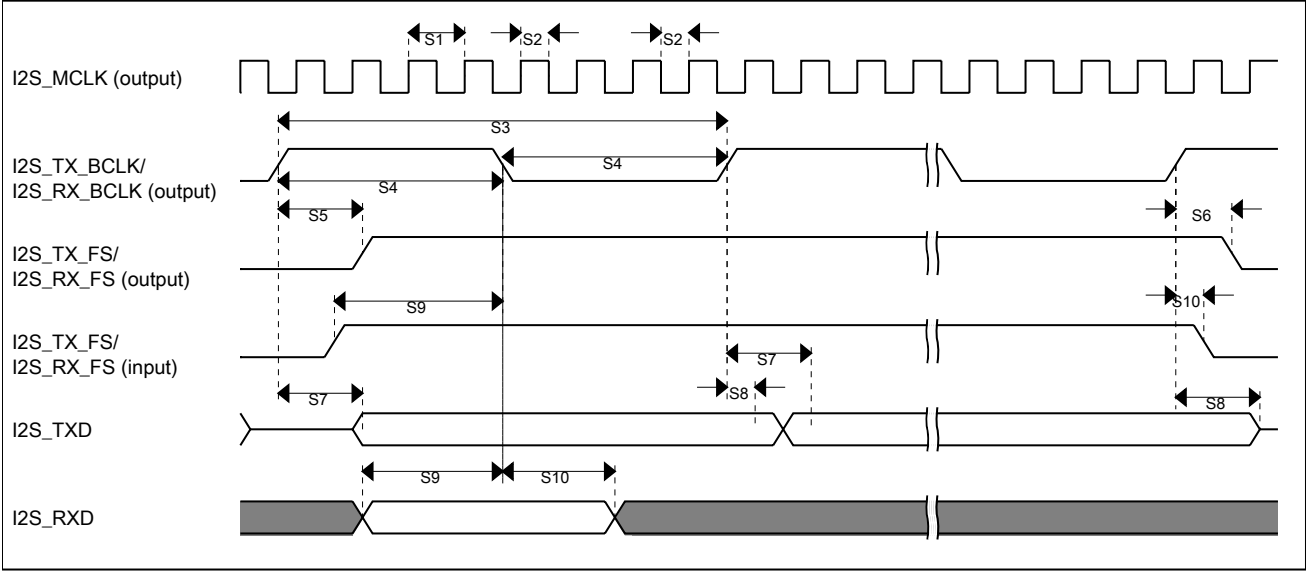 S1
S2
S2
I2S_MCLK (output)
S3
I2S_TX_BCLK/
I2S_RX_BCLK (output)
S4
S4
S5
S6
I2S_TX_FS/
I2S_RX_FS (output)
S9
S10
I2S_TX_FS/
I2S_RX_FS (input)
S7
S8
S7
S8
I2S_TXD
S9
S10
I2S_RXD